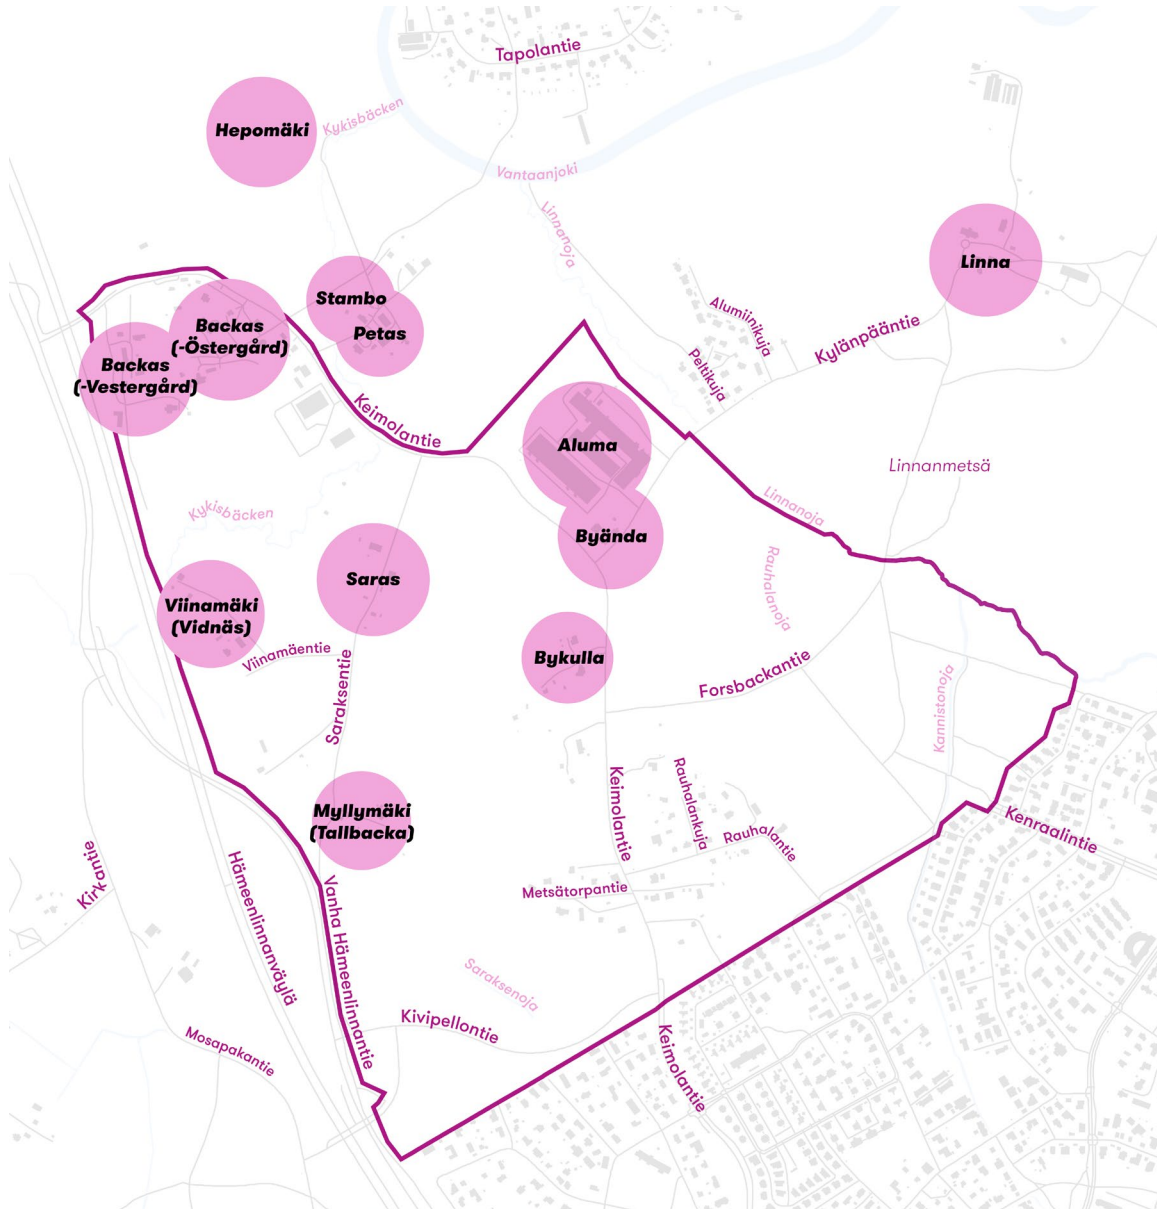 Tapolantie
Kykisbäcken
Hepomäki
Vantaanjoki
Linnanoja
Linna
Stambo
Petas
Backas
(-Östergård)
Backas
(-Vestergård)
Alumiinikuja
Peltikuja
Kylänpääntie
Keimolantie
Aluma
Linnanmetsä
Kykisbäcken
Linnanoja
Byända
Rauhalanoja
Saras
Viinamäki
(Vidnäs)
Viinamäentie
Saraksentie
Bykulla
Forsbackantie
Kannistonoja
Keimolantie
Rauhalankuja
Rauhalantie
Myllymäki
(Tallbacka)
Kenraalintie
Kirkantie
Hämeenlinnanväylä
Vanha Hämeenlinnantie
Metsätorpantie
Saraksenoja
Kivipellontie
Mosapakantie
Keimolantie